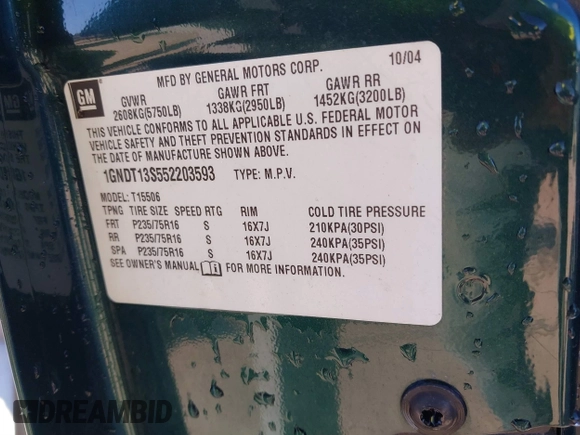 GM
MFD BY GENERAL MOTORS CORP. 10/04
GVWR GAWR FRT GAWR RR
2608KG(5750LB) 1338KG(2950LB) 1452KG(3200LB)
THIS VEHICLE CONFORMS TO ALL APPLICABLE U.S. FEDERAL MOTOR
VEHICLE SAFETY AND THEFT PREVENTION STANDARDS IN EFFECT ON
THE DATE OF MANUFACTURE SHOWN ABOVE.
1GNDT13S552203593 TYPE: M.P.V.
MODEL: T15506
TPNG TIRE SIZE SPEED RTG RIM COLD TIRE PRESSURE
FRT P235/75R16 S 16X7J 210KPA(30PSI)
RR P235/75R16 S 16X7J 240KPA(35PSI)
SPA P235/75R16 S 16X7J 240KPA(35PSI)
SEE OWNER'S MANUAL FOR MORE INFORMATION.
DREAMBID